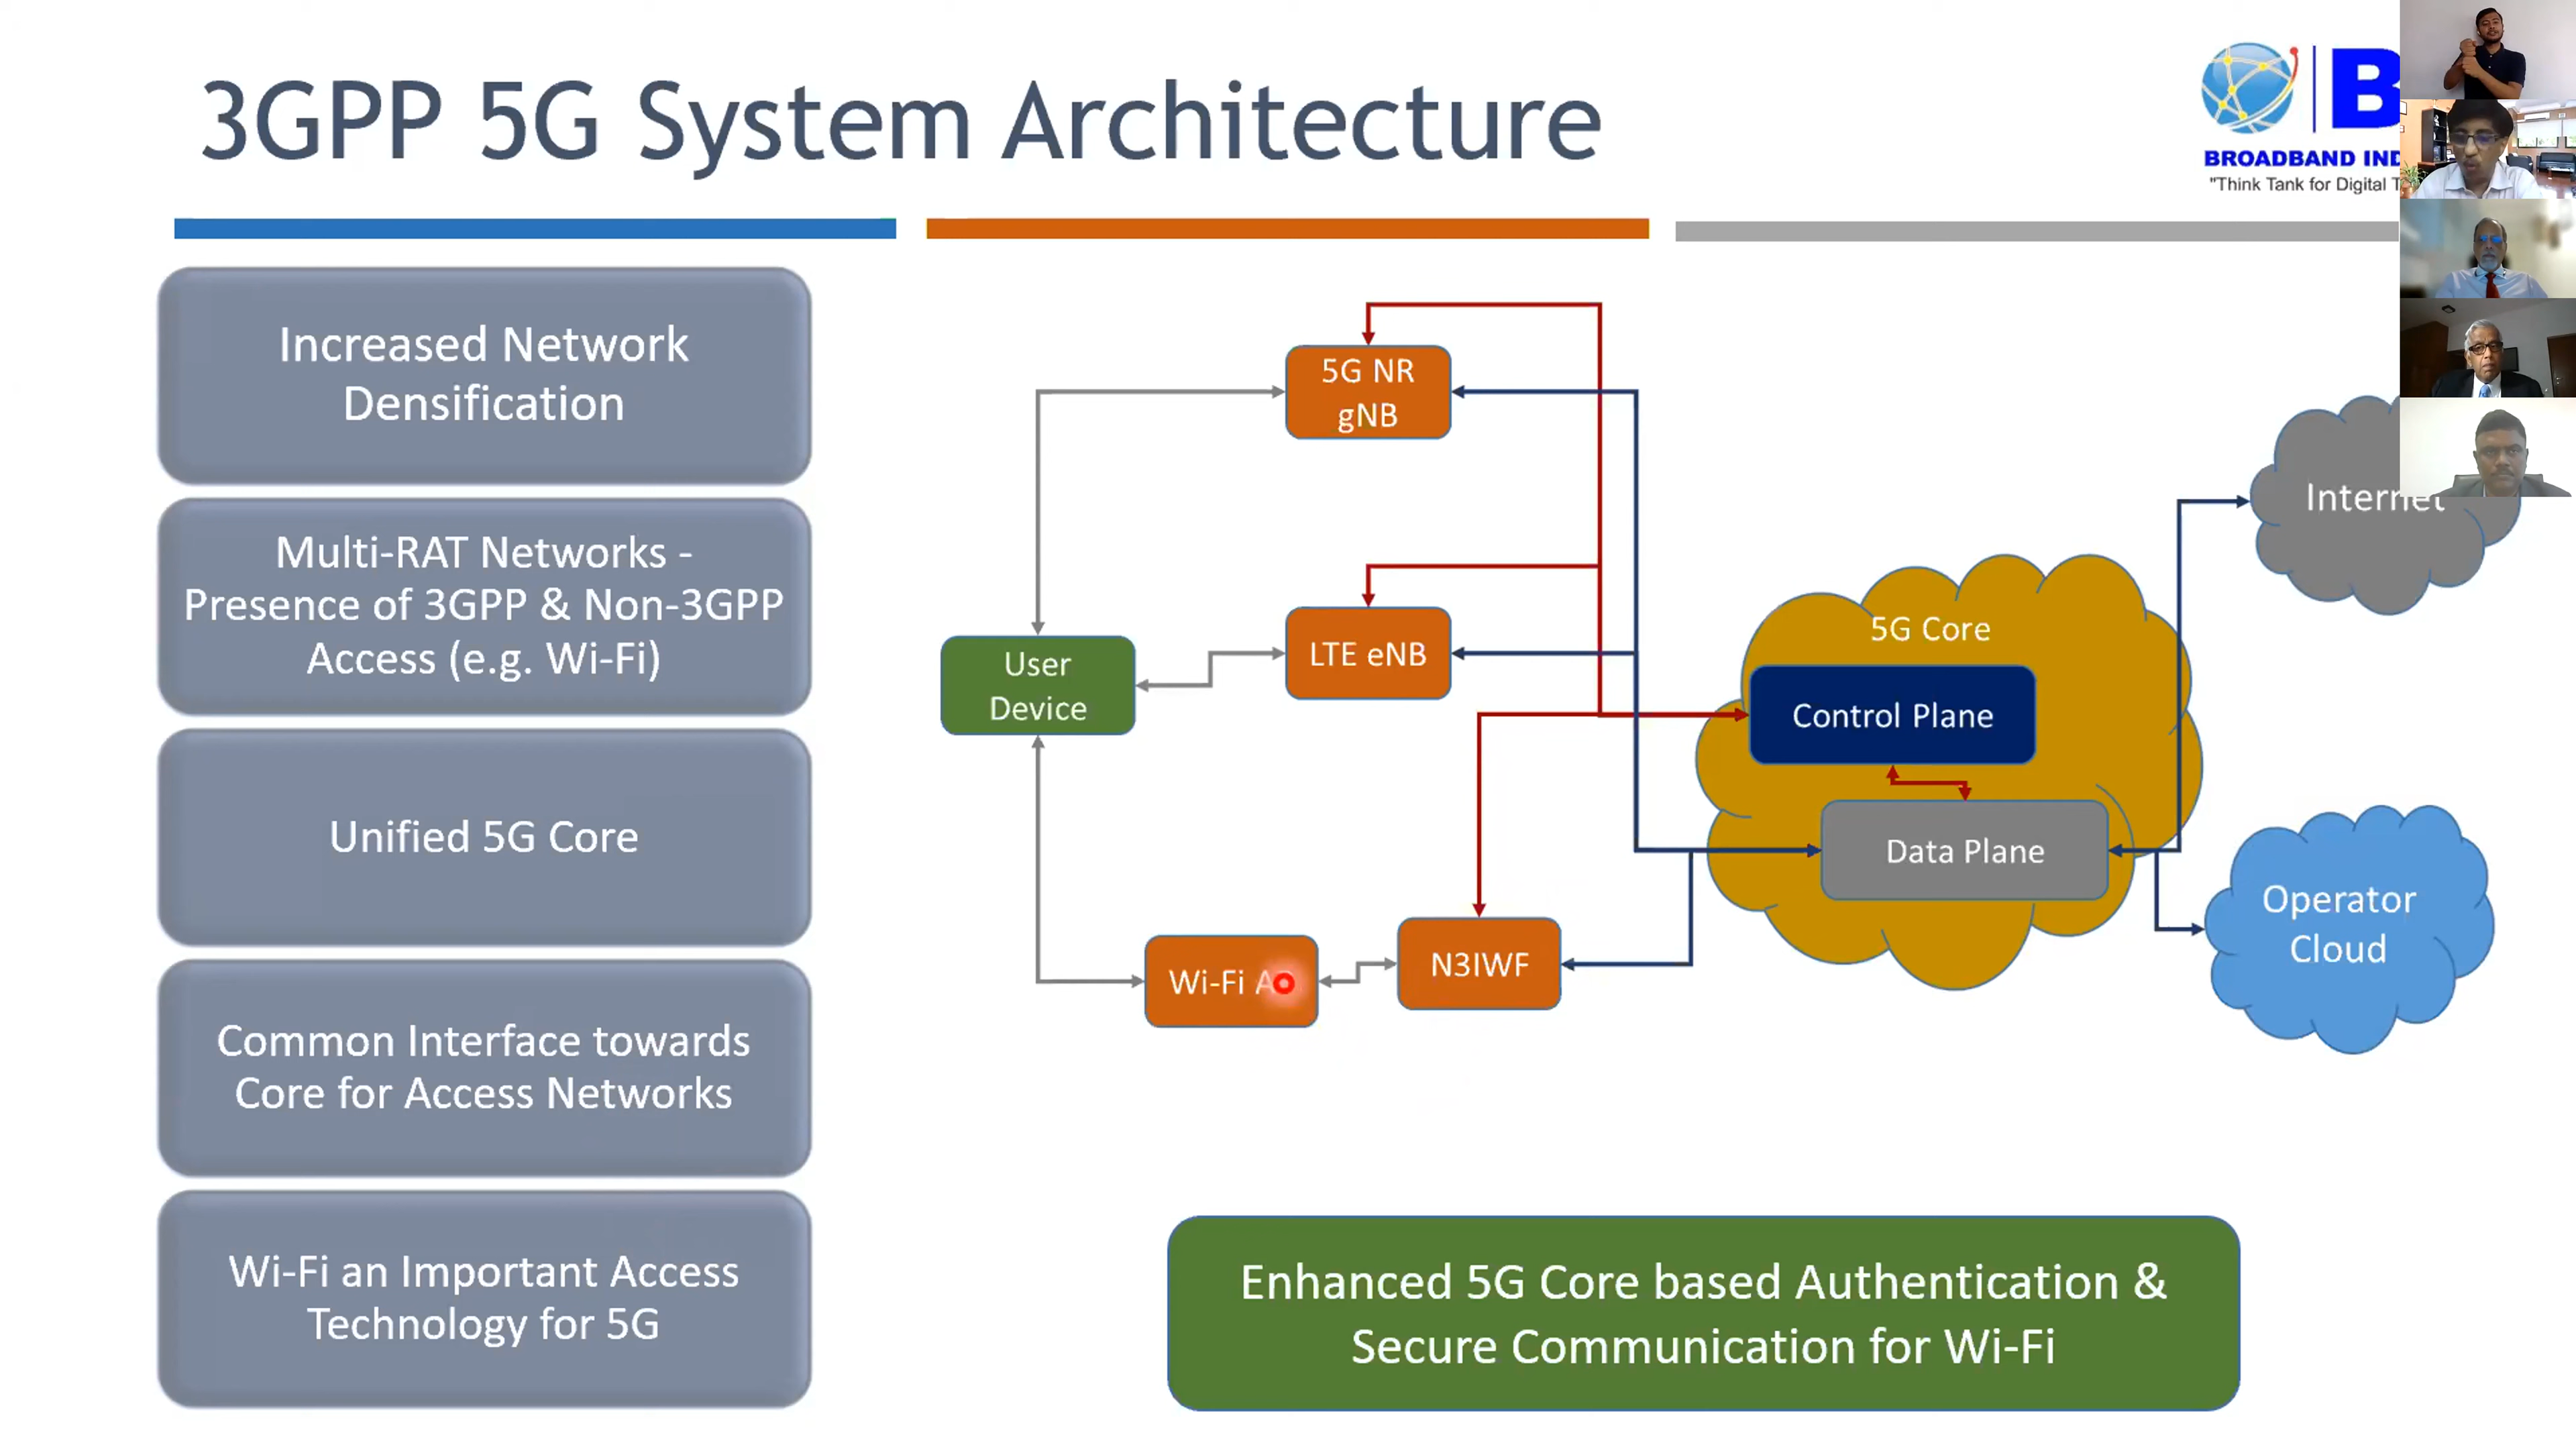 3GPP 5G System Architecture
B
BROADBAND IND
"Think Tank for Digital T
Increased Network
Densification
Multi-RAT Networks -
Presence of 3GPP & Non-3GPP
Access (e.g. Wi-Fi)
Unified 5G Core
Common Interface towards
Core for Access Networks
Wi-Fi an Important Access
Technology for 5G
5G NR
gNB
LTE eNB
User
Device
Wi-Fi
N3IWF
5G Core
Control Plane
Data Plane
Internet
Operator
Cloud
Enhanced 5G Core based Authentication &
Secure Communication for Wi-Fi